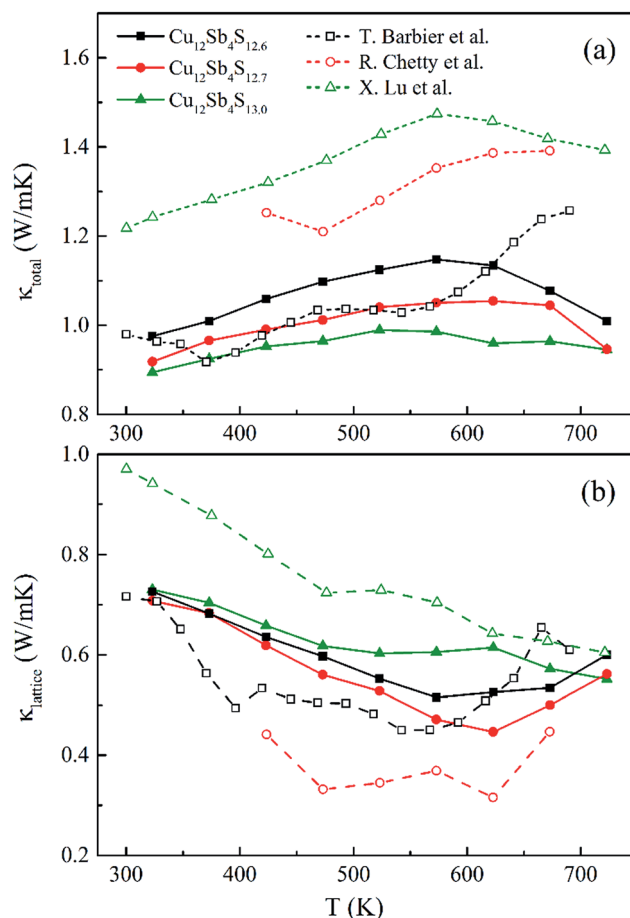 1.6
1.4
1.2
1.0
0.8
κtotal (W/mK)
Cu12Sb4S12.6
Cu12Sb4S12.7
Cu12Sb4S13.0
T. Barbier et al.
R. Chetty et al.
X. Lu et al.
(a)
300 400 500 600 700
1.0
0.8
0.6
0.4
0.2
κlattice (W/mK)
(b)
300 400 500 600 700
T (K)